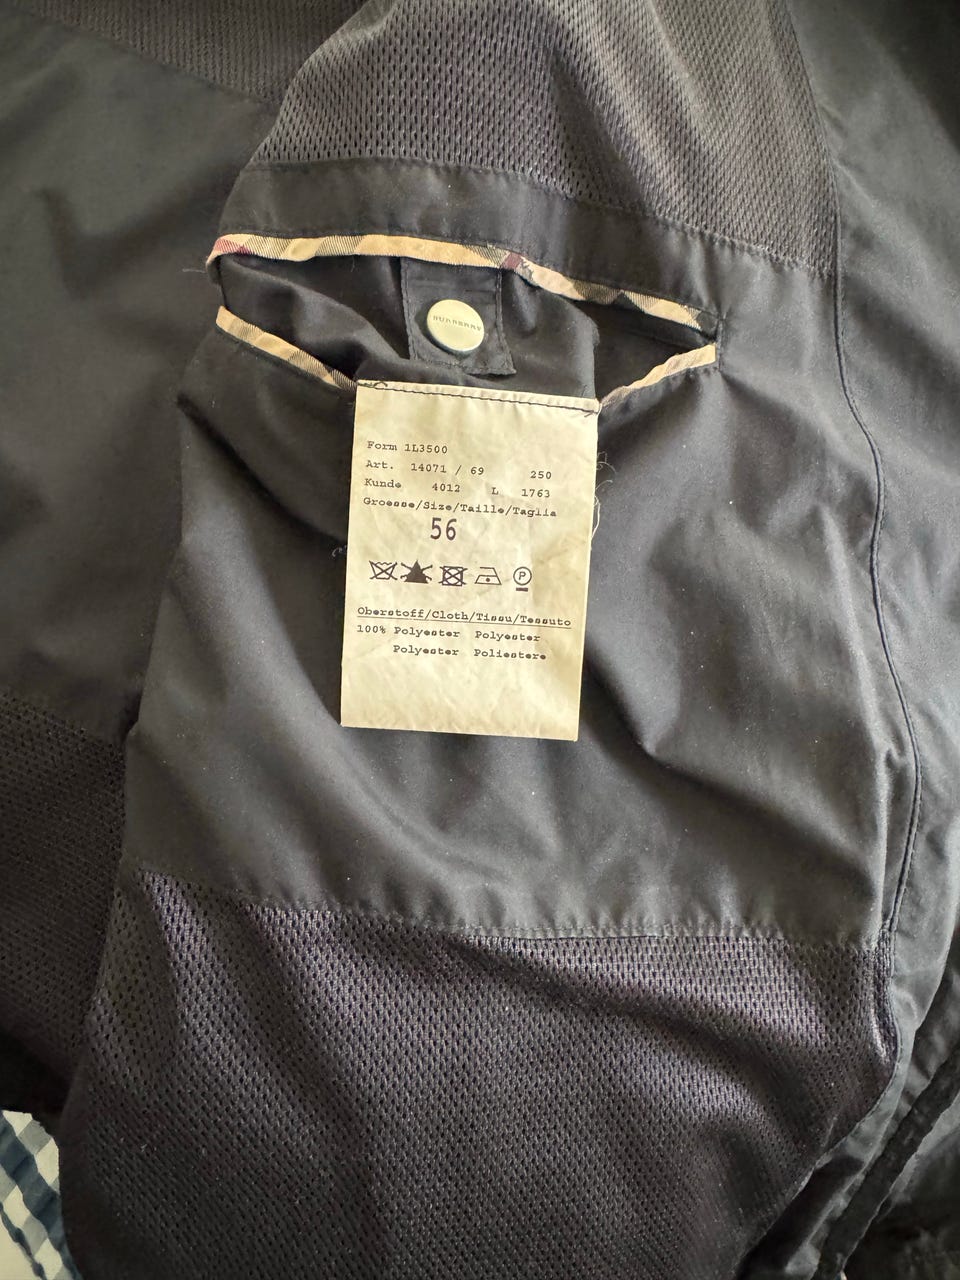 BURBERRY
Form 1L3500
Art. 14071 / 69 250
Kunde 4012 L 1763
Groesse/Size/Taille/Taglia
56
P
Oberstoff/Cloth/Tissu/Tessuto
100% Polyester Polyester
Polyester Poliestere